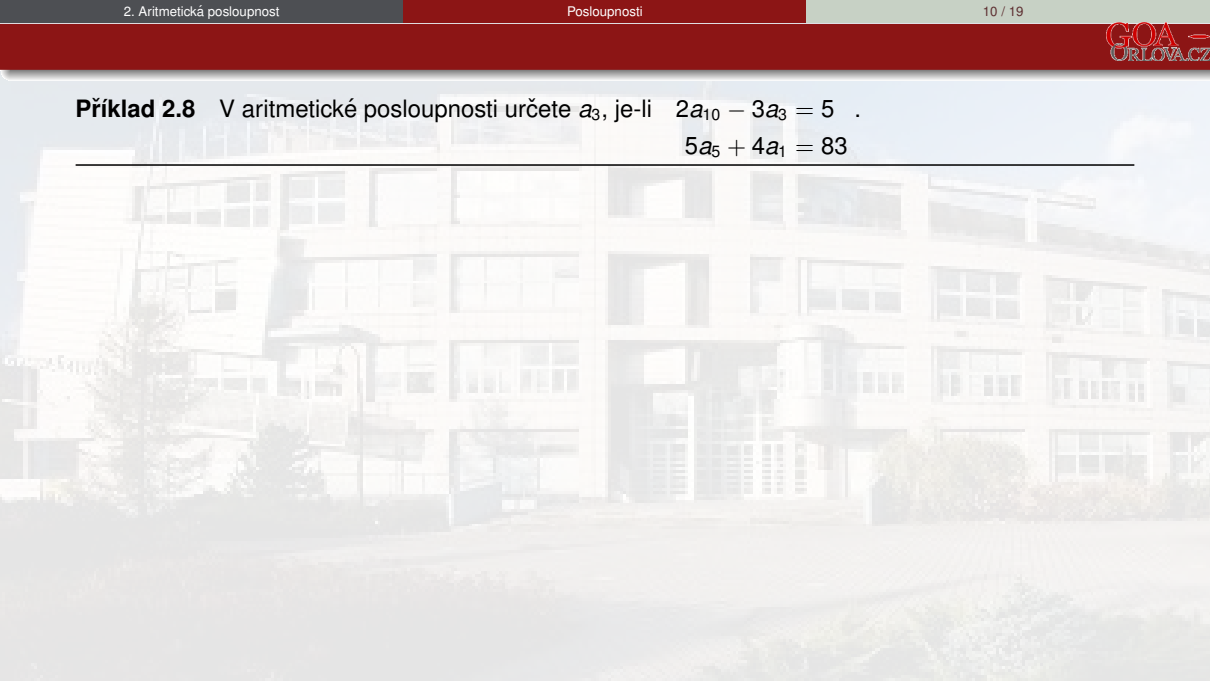 2. Aritmetická posloupnost
Posloupnosti
10 / 19
GOA –
ORLOVA.CZ
Příklad 2.8 V aritmetické posloupnosti určete a₃, je-li 2a₁₀ − 3a₃ = 5 .
5a₅ + 4a₁ = 83